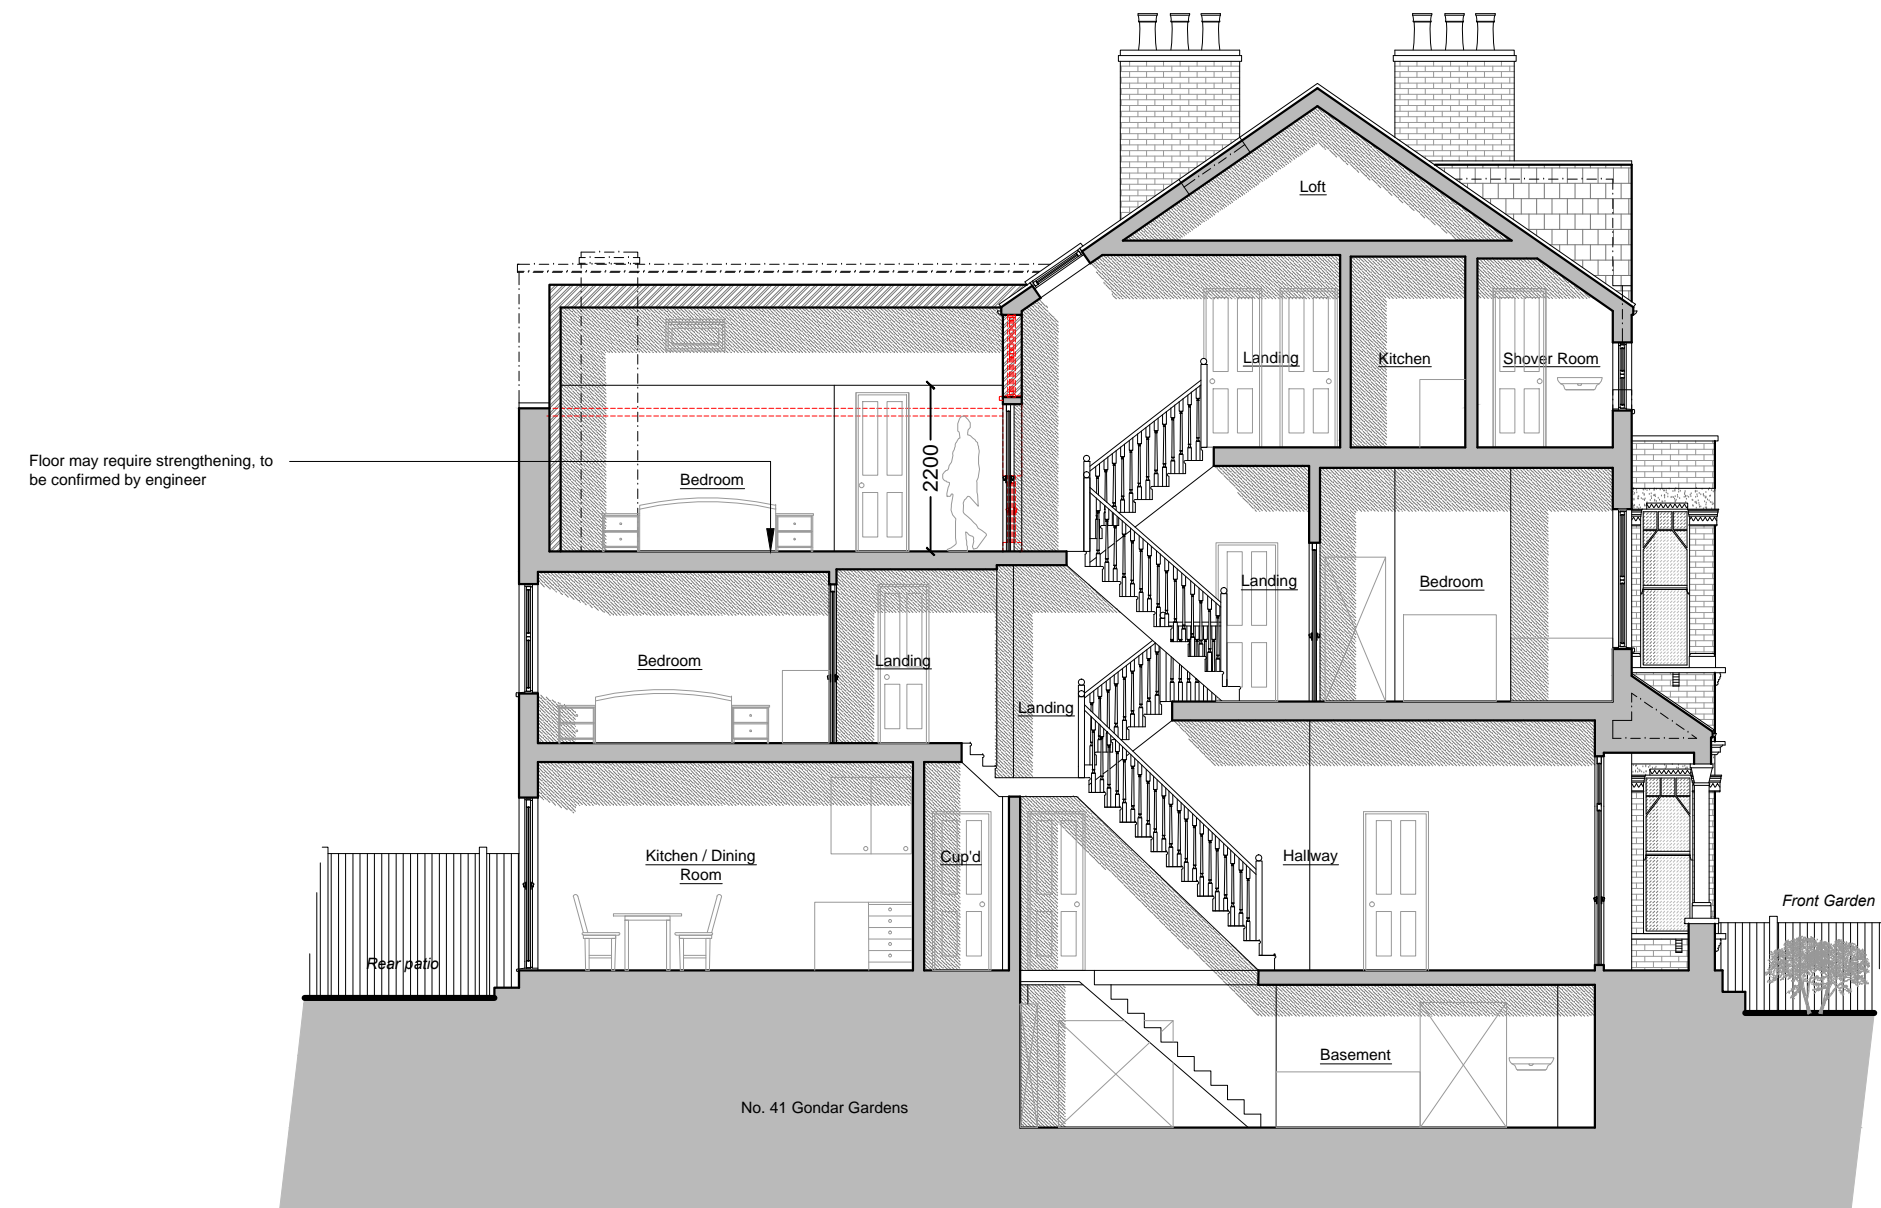 Loft
Landing
Kitchen
Shover Room
Floor may require strengthening, to
be confirmed by engineer
Bedroom
2200
Landing
Bedroom
Bedroom
Landing
Landing
Kitchen / Dining
Room
Cup'd
Hallway
Front Garden
Rear patio
Basement
No. 41 Gondar Gardens